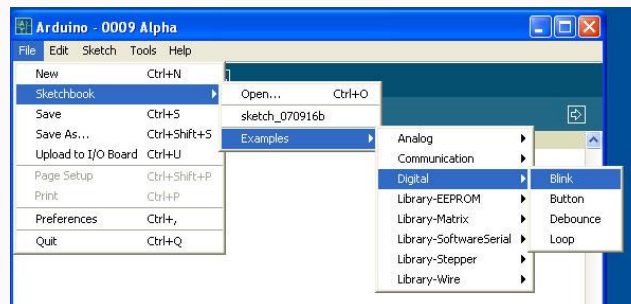 Arduino - 0009 Alpha
File Edit Sketch Tools Help
New Ctrl+N
Sketchbook
Save Ctrl+S
Save As... Ctrl+Shift+S
Upload to I/O Board Ctrl+U
Page Setup Ctrl+Shift+P
Print Ctrl+P
Preferences Ctrl+,
Quit Ctrl+Q
Open... Ctrl+O
sketch_070916b
Examples
Analog
Communication
Digital
Library-EEPROM
Library-Matrix
Library-SoftwareSerial
Library-Stepper
Library-Wire
Blink
Button
Debounce
Loop